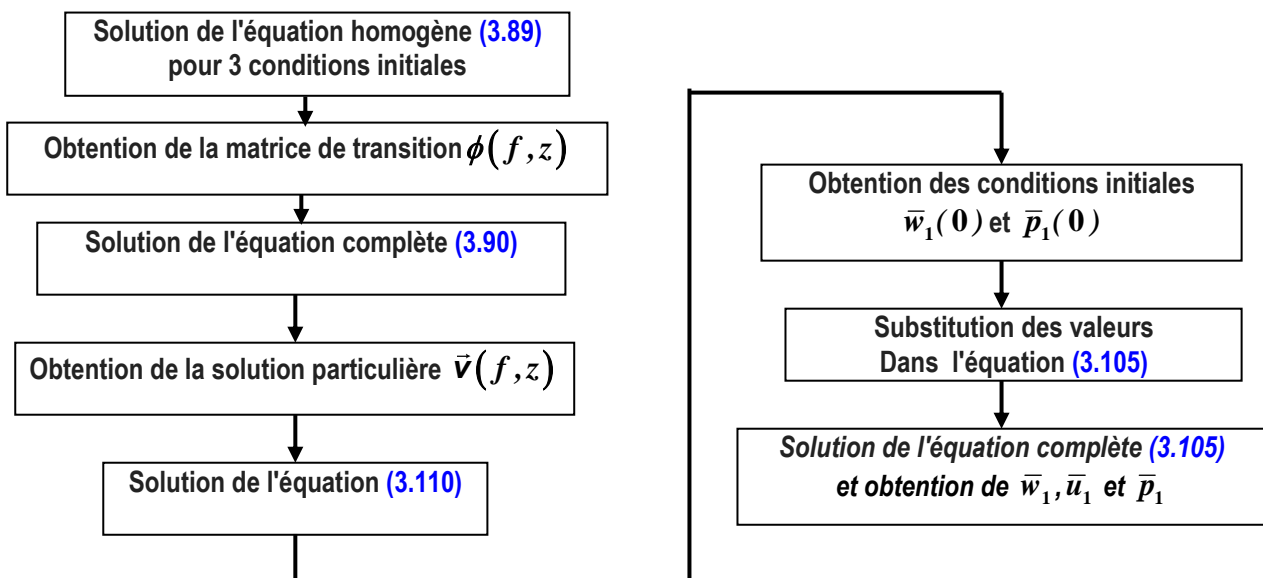 Solution de l'équation homogène (3.89)
pour 3 conditions initiales
Obtention de la matrice de transition ϕ(f,z)
Solution de l'équation complète (3.90)
Obtention de la solution particulière v⃗(f,z)
Solution de l'équation (3.110)
Obtention des conditions initiales
w̅₁(0) et p̅₁(0)
Substitution des valeurs
Dans l'équation (3.105)
Solution de l'équation complète (3.105)
et obtention de w̅₁,u̅₁ et p̅₁